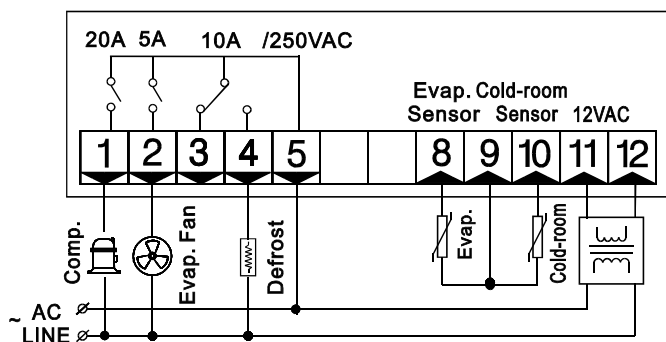 20A 5A 10A /250VAC
Evap. Cold-room
Sensor Sensor 12VAC
1 2 3 4 5 8 9 10 11 12
Comp.
Evap. Fan
Defrost
Evap.
Cold-room
~ AC
LINE